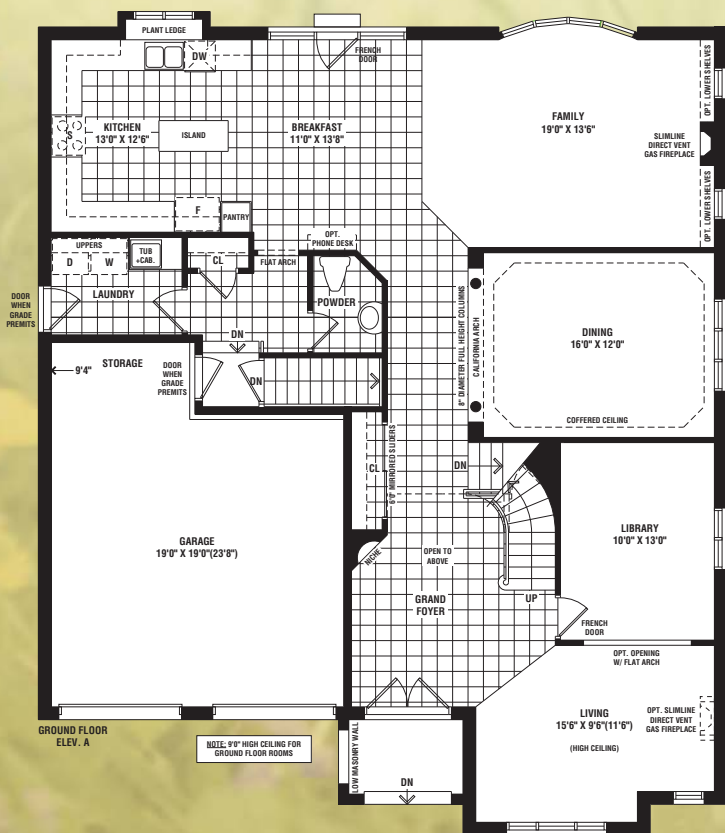 PLANT LEDGE
DW
FRENCH
DOOR
S
KITCHEN
13'0" X 12'6"
ISLAND
BREAKFAST
11'0" X 13'8"
FAMILY
19'0" X 13'6"
OPT. LOWER SHELVES
SLIMLINE
DIRECT VENT
GAS FIREPLACE
OPT. LOWER SHELVES
F
PANTRY
OPT.
PHONE DESK
UPPERS
D
W
TUB
+CAB.
CL
FLAT ARCH
LAUNDRY
POWDER
DOOR
WHEN
GRADE
PREMITS
DN
8" DIAMETER FULL HEIGHT COLUMNS
CALIFORNIA ARCH
DINING
16'0" X 12'0"
COFFERED CEILING
STORAGE
9'4"
DOOR
WHEN
GRADE
PREMITS
DN
CL
6'0" MIRRORED SLIDERS
DN
LIBRARY
10'0" X 13'0"
GARAGE
19'0" X 19'0"(23'8")
NICHE
OPEN TO
ABOVE
GRAND
FOYER
UP
FRENCH
DOOR
OPT. OPENING
W/ FLAT ARCH
LIVING
15'6" X 9'6"(11'6")
(HIGH CEILING)
OPT. SLIMLINE
DIRECT VENT
GAS FIREPLACE
GROUND FLOOR
ELEV. A
NOTE: 9'0" HIGH CEILING FOR
GROUND FLOOR ROOMS
LOW MASONRY WALL
DN